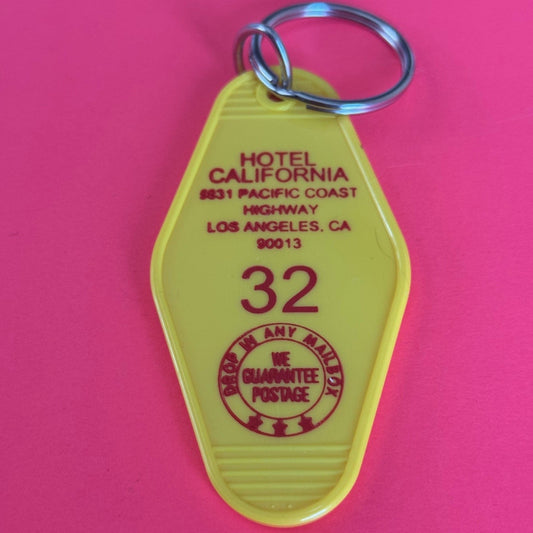 HOTEL
CALIFORNIA
9831 PACIFIC COAST
HIGHWAY
LOS ANGELES, CA
90013
32
DROP IN ANY MAILBOX
WE
GUARANTEE
POSTAGE